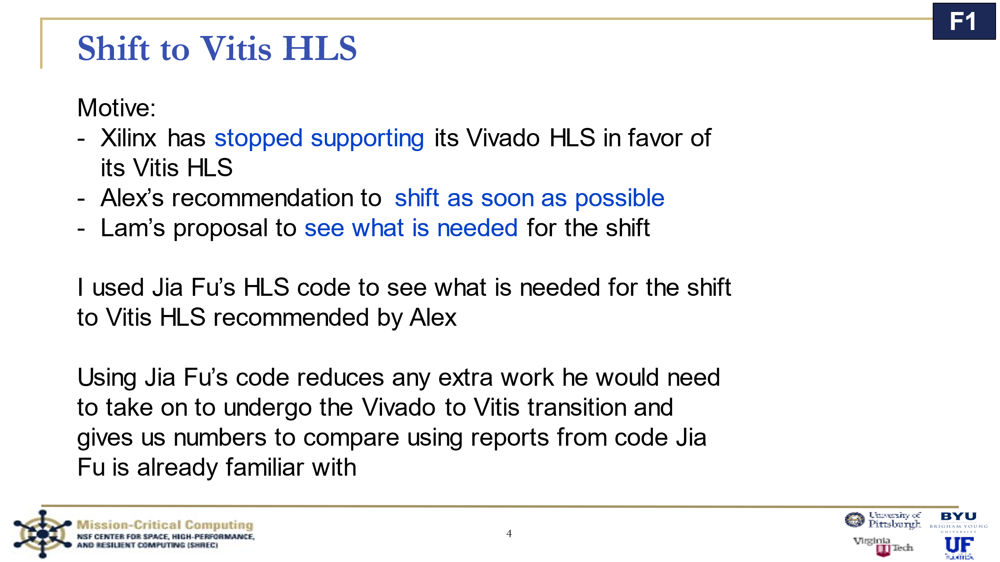 F1
Shift to Vitis HLS
Motive:
- Xilinx has stopped supporting its Vivado HLS in favor of
its Vitis HLS
- Alex’s recommendation to shift as soon as possible
- Lam’s proposal to see what is needed for the shift
I used Jia Fu’s HLS code to see what is needed for the shift
to Vitis HLS recommended by Alex
Using Jia Fu’s code reduces any extra work he would need
to take on to undergo the Vivado to Vitis transition and
gives us numbers to compare using reports from code Jia
Fu is already familiar with
Mission-Critical Computing
NSF CENTER FOR SPACE, HIGH-PERFORMANCE,
AND RESILIENT COMPUTING (SHREC)
4
University of
Pittsburgh
BYU
BRIGHAM YOUNG
UNIVERSITY
Virginia
Tech
UF
FLORIDA